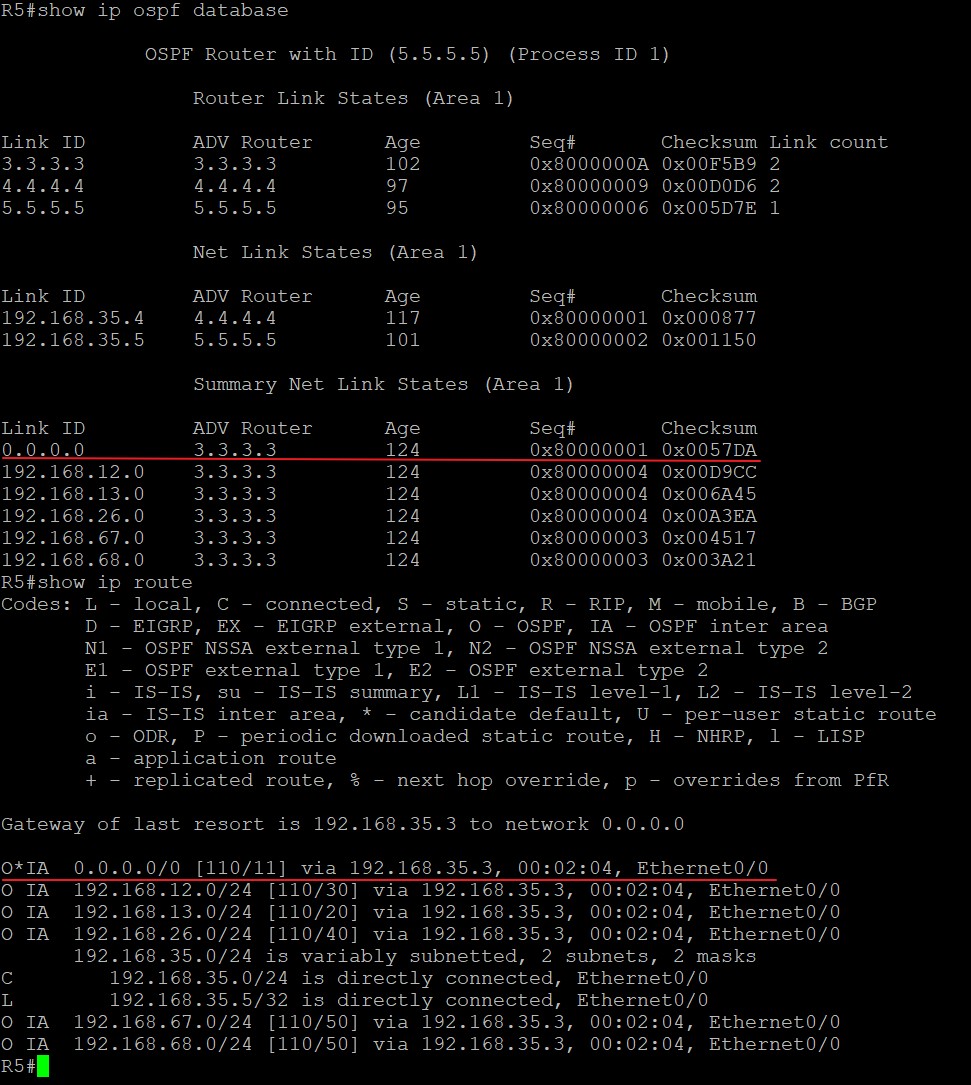 R5#show ip ospf database
OSPF Router with ID (5.5.5.5) (Process ID 1)
Router Link States (Area 1)
Link ID ADV Router Age Seq# Checksum Link count
3.3.3.3 3.3.3.3 102 0x8000000A 0x00F5B9 2
4.4.4.4 4.4.4.4 97 0x80000009 0x00D0D6 2
5.5.5.5 5.5.5.5 95 0x80000006 0x005D7E 1
Net Link States (Area 1)
Link ID ADV Router Age Seq# Checksum
192.168.35.4 4.4.4.4 117 0x80000001 0x000877
192.168.35.5 5.5.5.5 101 0x80000002 0x001150
Summary Net Link States (Area 1)
Link ID ADV Router Age Seq# Checksum
0.0.0.0 3.3.3.3 124 0x80000001 0x0057DA
192.168.12.0 3.3.3.3 124 0x80000004 0x00D9CC
192.168.13.0 3.3.3.3 124 0x80000004 0x006A45
192.168.26.0 3.3.3.3 124 0x80000004 0x00A3EA
192.168.67.0 3.3.3.3 124 0x80000003 0x004517
192.168.68.0 3.3.3.3 124 0x80000003 0x003A21
R5#show ip route
Codes: L - local, C - connected, S - static, R - RIP, M - mobile, B - BGP
D - EIGRP, EX - EIGRP external, O - OSPF, IA - OSPF inter area
N1 - OSPF NSSA external type 1, N2 - OSPF NSSA external type 2
E1 - OSPF external type 1, E2 - OSPF external type 2
i - IS-IS, su - IS-IS summary, L1 - IS-IS level-1, L2 - IS-IS level-2
ia - IS-IS inter area, * - candidate default, U - per-user static route
o - ODR, P - periodic downloaded static route, H - NHRP, l - LISP
a - application route
+ - replicated route, % - next hop override, p - overrides from PfR
Gateway of last resort is 192.168.35.3 to network 0.0.0.0
O*IA 0.0.0.0/0 [110/11] via 192.168.35.3, 00:02:04, Ethernet0/0
O IA 192.168.12.0/24 [110/30] via 192.168.35.3, 00:02:04, Ethernet0/0
O IA 192.168.13.0/24 [110/20] via 192.168.35.3, 00:02:04, Ethernet0/0
O IA 192.168.26.0/24 [110/40] via 192.168.35.3, 00:02:04, Ethernet0/0
192.168.35.0/24 is variably subnetted, 2 subnets, 2 masks
C 192.168.35.0/24 is directly connected, Ethernet0/0
L 192.168.35.5/32 is directly connected, Ethernet0/0
O IA 192.168.67.0/24 [110/50] via 192.168.35.3, 00:02:04, Ethernet0/0
O IA 192.168.68.0/24 [110/50] via 192.168.35.3, 00:02:04, Ethernet0/0
R5#